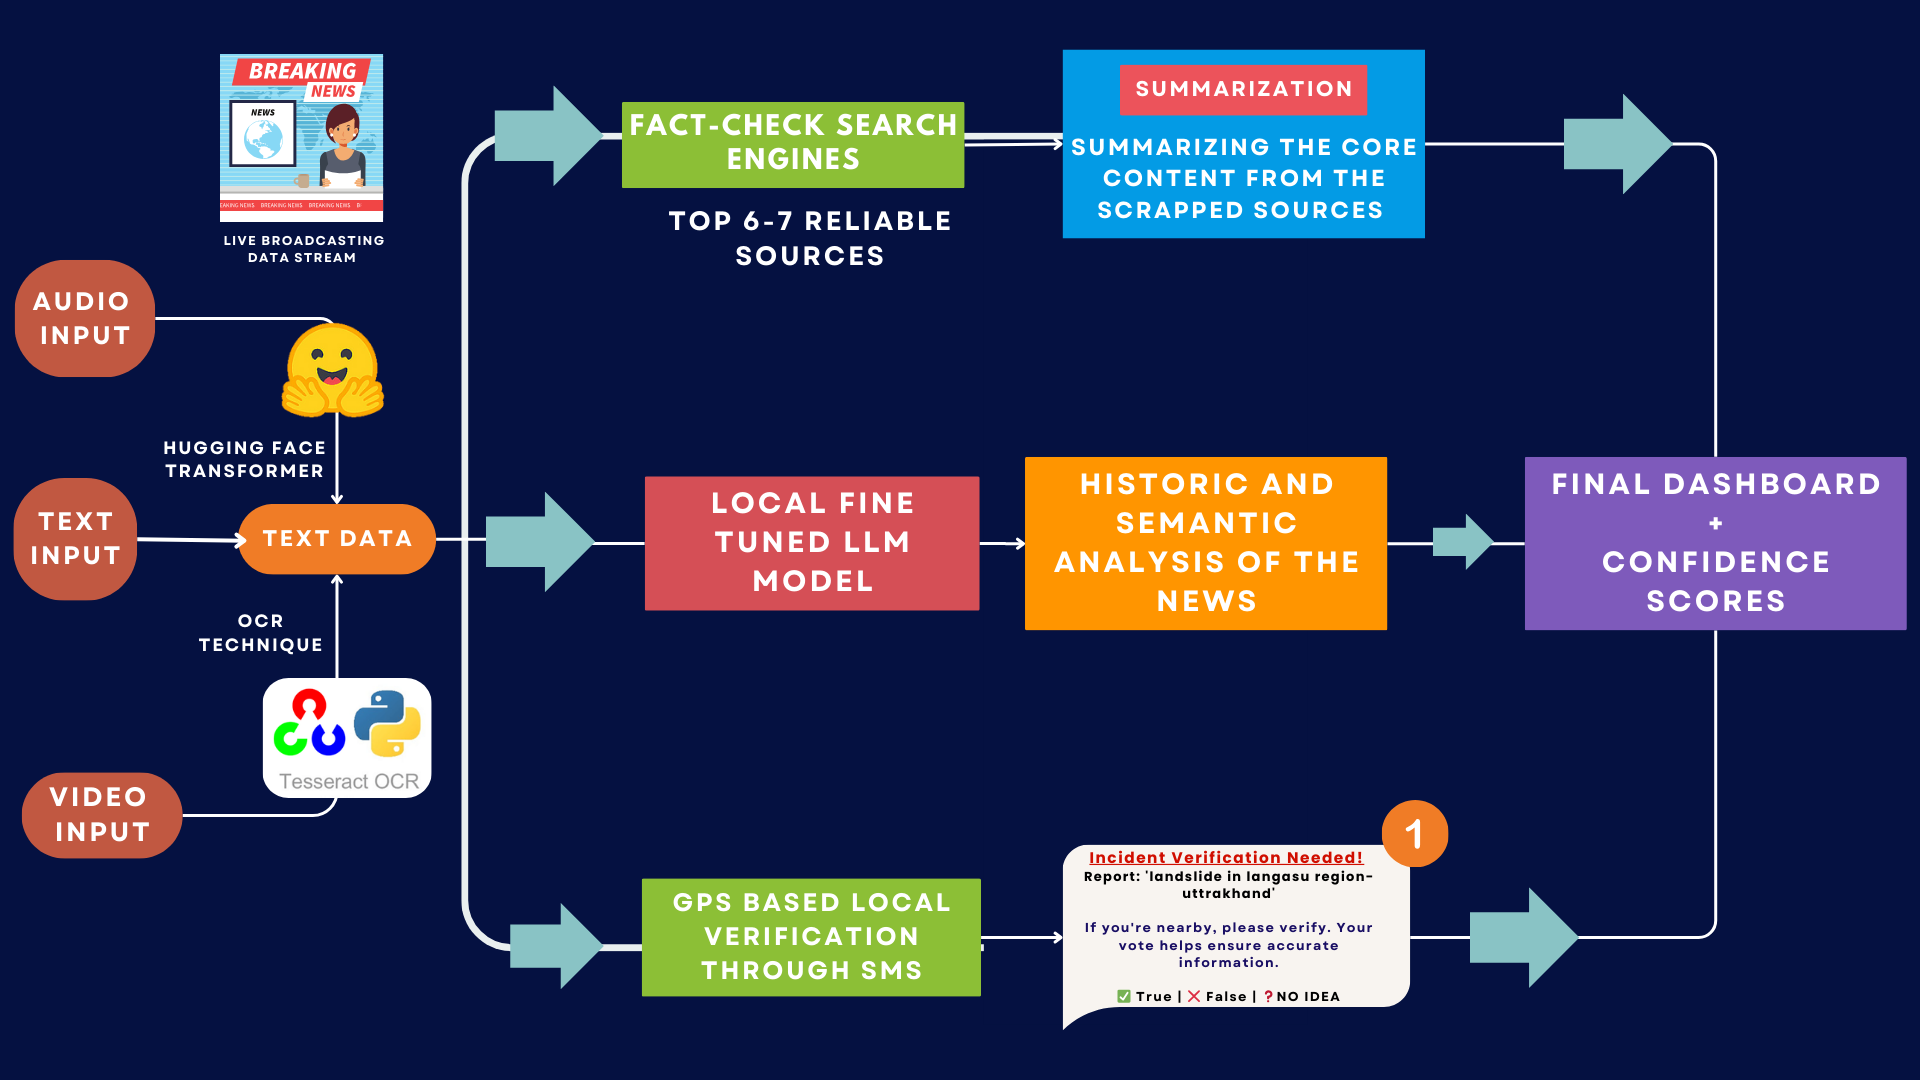 BREAKING
NEWS
NEWS
BREAKING NEWS BREAKING NEWS
LIVE BROADCASTING
DATA STREAM
AUDIO
INPUT
HUGGING FACE
TRANSFORMER
TEXT
INPUT
TEXT DATA
OCR
TECHNIQUE
Tesseract OCR
VIDEO
INPUT
FACT-CHECK SEARCH
ENGINES
TOP 6-7 RELIABLE
SOURCES
SUMMARIZATION
SUMMARIZING THE CORE
CONTENT FROM THE
SCRAPPED SOURCES
LOCAL FINE
TUNED LLM
MODEL
HISTORIC AND
SEMANTIC
ANALYSIS OF THE
NEWS
FINAL DASHBOARD
+
CONFIDENCE
SCORES
GPS BASED LOCAL
VERIFICATION
THROUGH SMS
1
Incident Verification Needed!
Report: 'landslide in langasu region-
uttrakhand'
If you're nearby, please verify. Your
vote helps ensure accurate
information.
✅ True | ❌ False | ❓NO IDEA